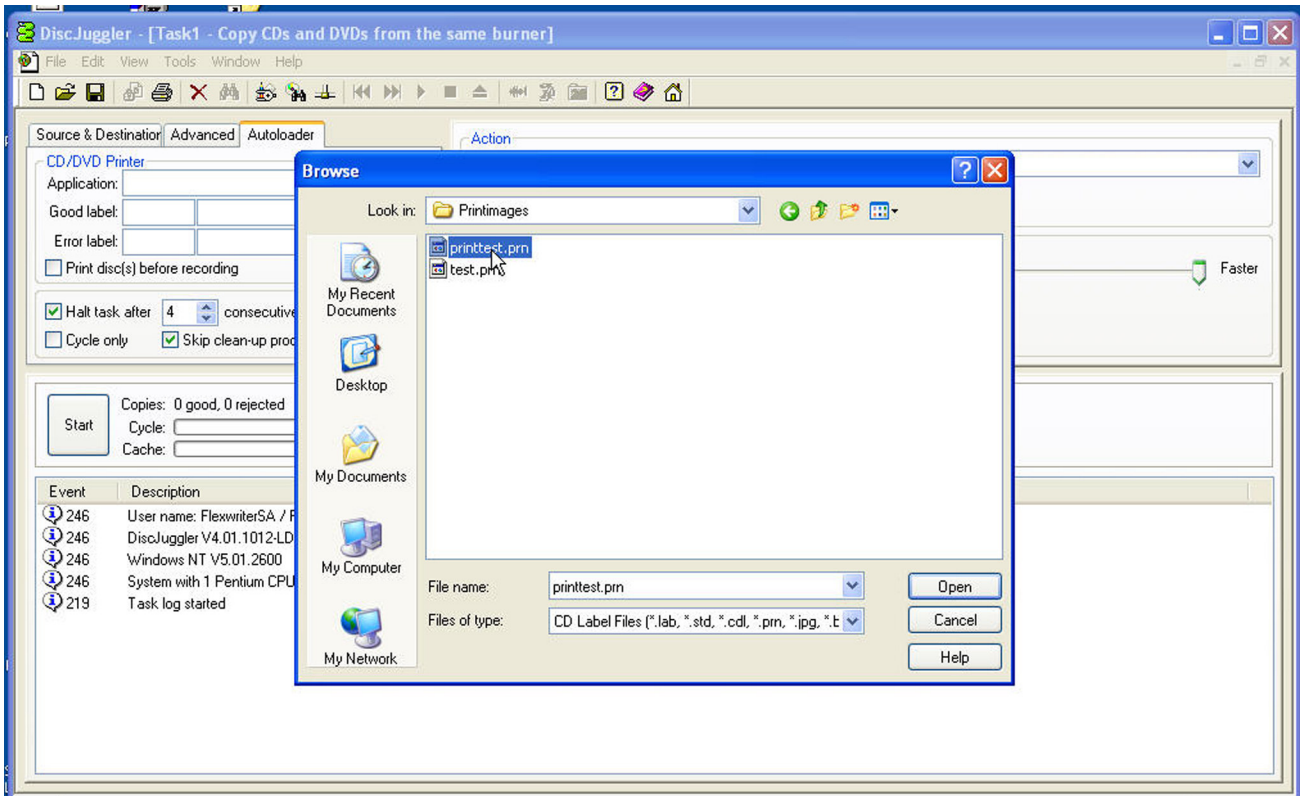 DiscJuggler - [Task1 - Copy CDs and DVDs from the same burner]
File Edit View Tools Window Help
Source & Destination Advanced Autoloader
CD/DVD Printer
Application:
Good label:
Error label:
Print disc(s) before recording
Halt task after 4 consecutive
Cycle only Skip clean-up proc
Action
Faster
Browse
Look in: Printimages
printtest.prn
test.prn
My Recent
Documents
Desktop
My Documents
My Computer
My Network
File name: printtest.prn Open
Files of type: CD Label Files (*.lab, *.std, *.cdl, *.prn, *.jpg, *.t Cancel
Help
Start
Copies: 0 good, 0 rejected
Cycle:
Cache:
Event Description
246 User name: FlexwriterSA /
246 DiscJuggler V4.01.1012-LD
246 Windows NT V5.01.2600
246 System with 1 Pentium CPU
219 Task log started